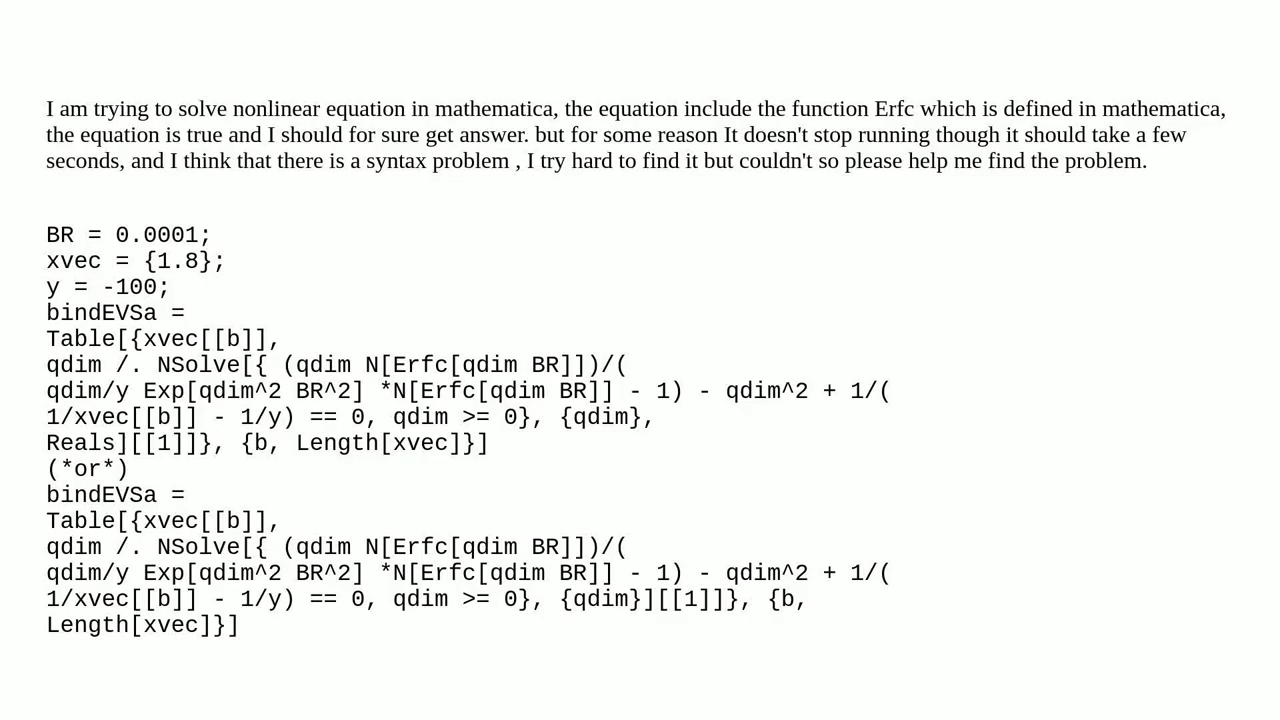 I am trying to solve nonlinear equation in mathematica, the equation include the function Erfc which is defined in mathematica,
the equation is true and I should for sure get answer. but for some reason It doesn't stop running though it should take a few
seconds, and I think that there is a syntax problem , I try hard to find it but couldn't so please help me find the problem.
BR = 0.0001;
xvec = {1.8};
y = -100;
bindEVSa =
Table[{xvec[[b]],
qdim /. NSolve[{ (qdim N[Erfc[qdim BR]])/(
qdim/y Exp[qdim^2 BR^2] *N[Erfc[qdim BR]] - 1) - qdim^2 + 1/(
1/xvec[[b]] - 1/y) == 0, qdim >= 0}, {qdim},
Reals][[1]]}, {b, Length[xvec]}]
(*or*)
bindEVSa =
Table[{xvec[[b]],
qdim /. NSolve[{ (qdim N[Erfc[qdim BR]])/(
qdim/y Exp[qdim^2 BR^2] *N[Erfc[qdim BR]] - 1) - qdim^2 + 1/(
1/xvec[[b]] - 1/y) == 0, qdim >= 0}, {qdim}][[1]]}, {b,
Length[xvec]}]